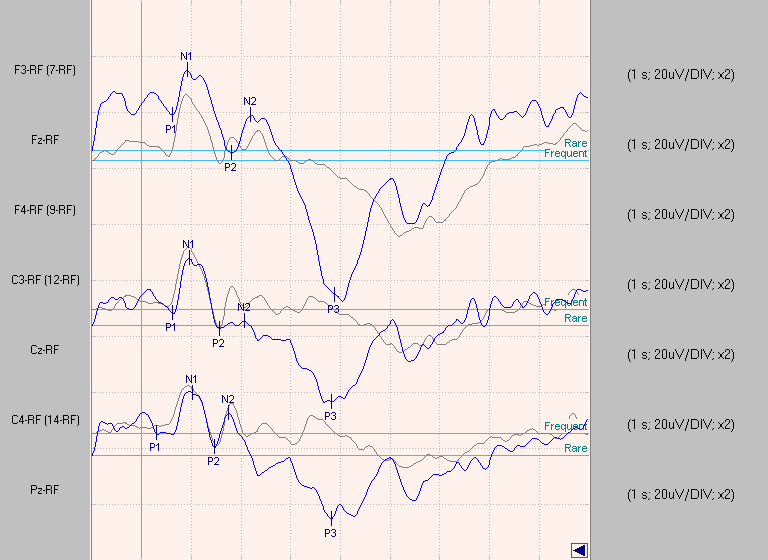 N1
F3-RF (7-RF)
(1 s; 20uV/DIV; x2)
N2
P1
Fz-RF
Rare
(1 s; 20uV/DIV; x2)
Frequent
P2
F4-RF (9-RF)
(1 s; 20uV/DIV; x2)
N1
C3-RF (12-RF)
(1 s; 20uV/DIV; x2)
Frequent
N2
P3
Rare
P1
P2
Cz-RF
(1 s; 20uV/DIV; x2)
N1
N2
P3
C4-RF (14-RF)
Frequent
(1 s; 20uV/DIV; x2)
P1
Rare
P2
Pz-RF
(1 s; 20uV/DIV; x2)
P3